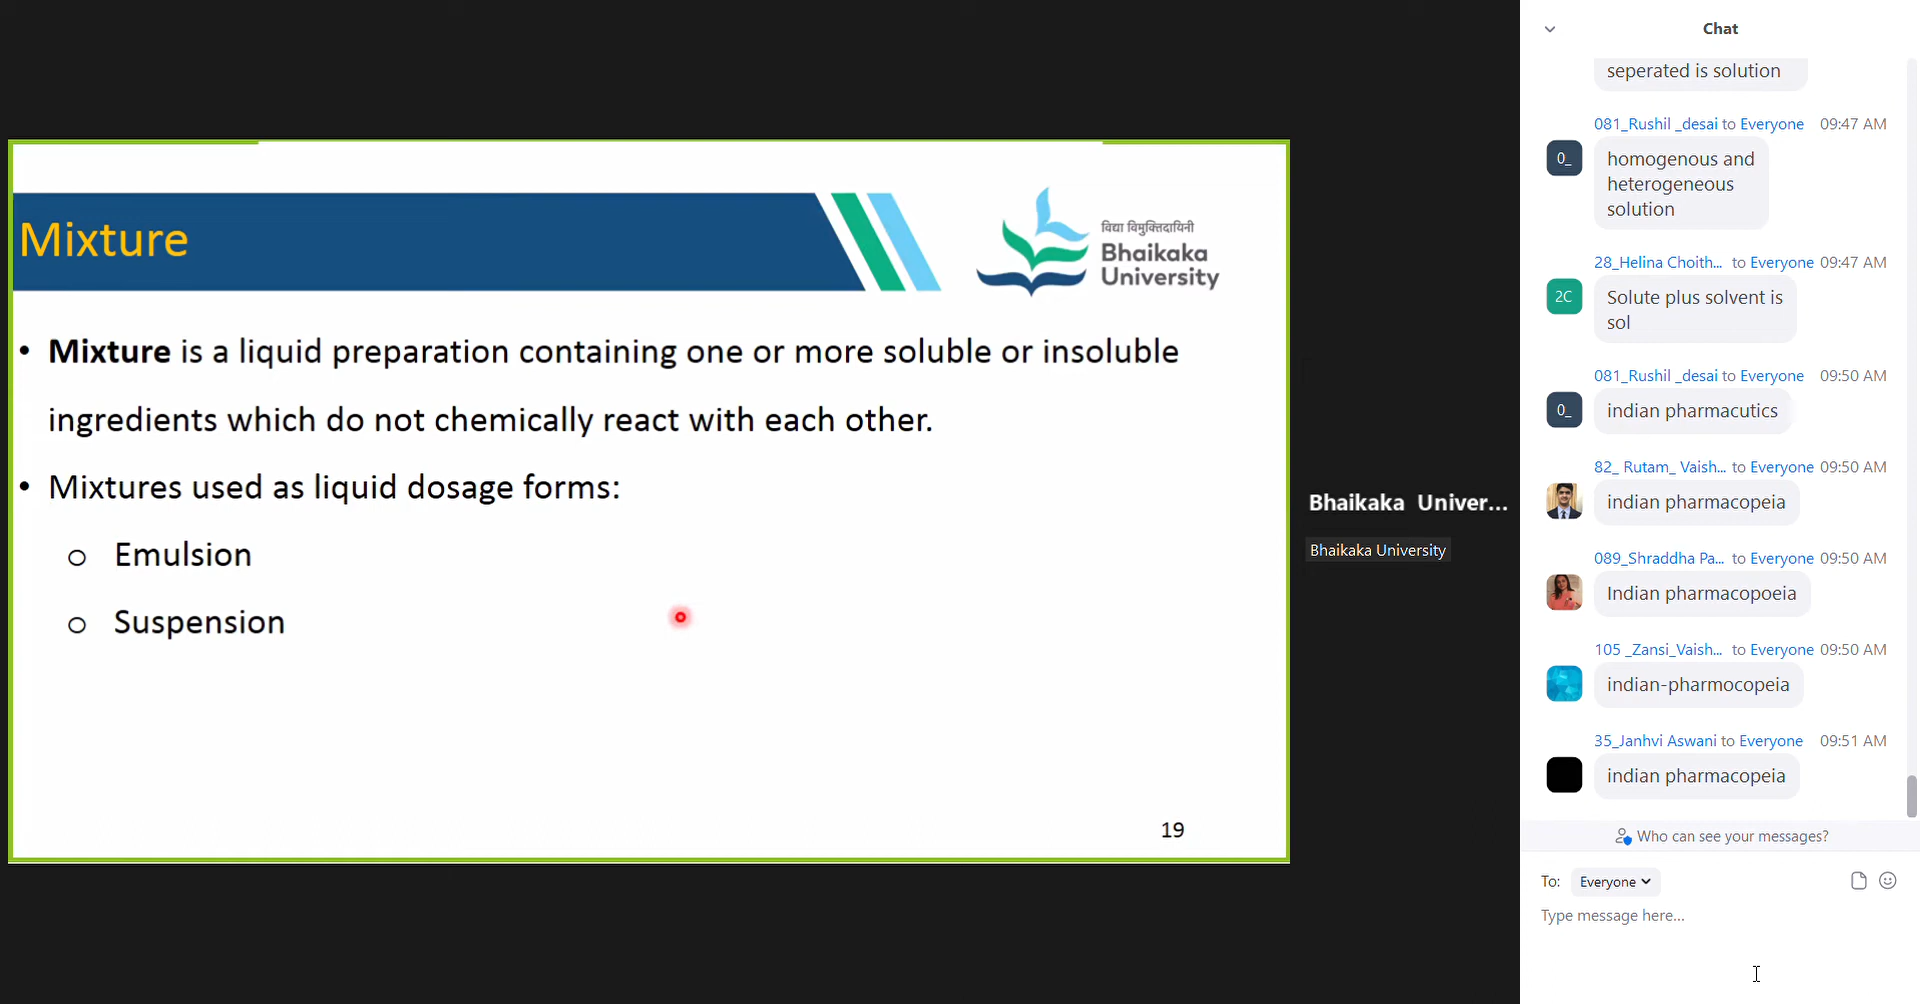 Mixture
विद्या विमुक्तिदायिनी
Bhaikaka
University
• Mixture is a liquid preparation containing one or more soluble or insoluble
ingredients which do not chemically react with each other.
• Mixtures used as liquid dosage forms:
o Emulsion
o Suspension
19
Bhaikaka Univer...
Bhaikaka University
Chat
seperated is solution
081_Rushil _desai to Everyone 09:47 AM
0_
homogenous and
heterogeneous
solution
28_Helina Choith... to Everyone 09:47 AM
2C
Solute plus solvent is
sol
081_Rushil _desai to Everyone 09:50 AM
0_
indian pharmacutics
82_ Rutam_ Vaish... to Everyone 09:50 AM
indian pharmacopeia
089_Shraddha Pa... to Everyone 09:50 AM
Indian pharmacopoeia
105 _Zansi_Vaish... to Everyone 09:50 AM
indian-pharmocopeia
35_Janhvi Aswani to Everyone 09:51 AM
indian pharmacopeia
Who can see your messages?
To: Everyone
Type message here...